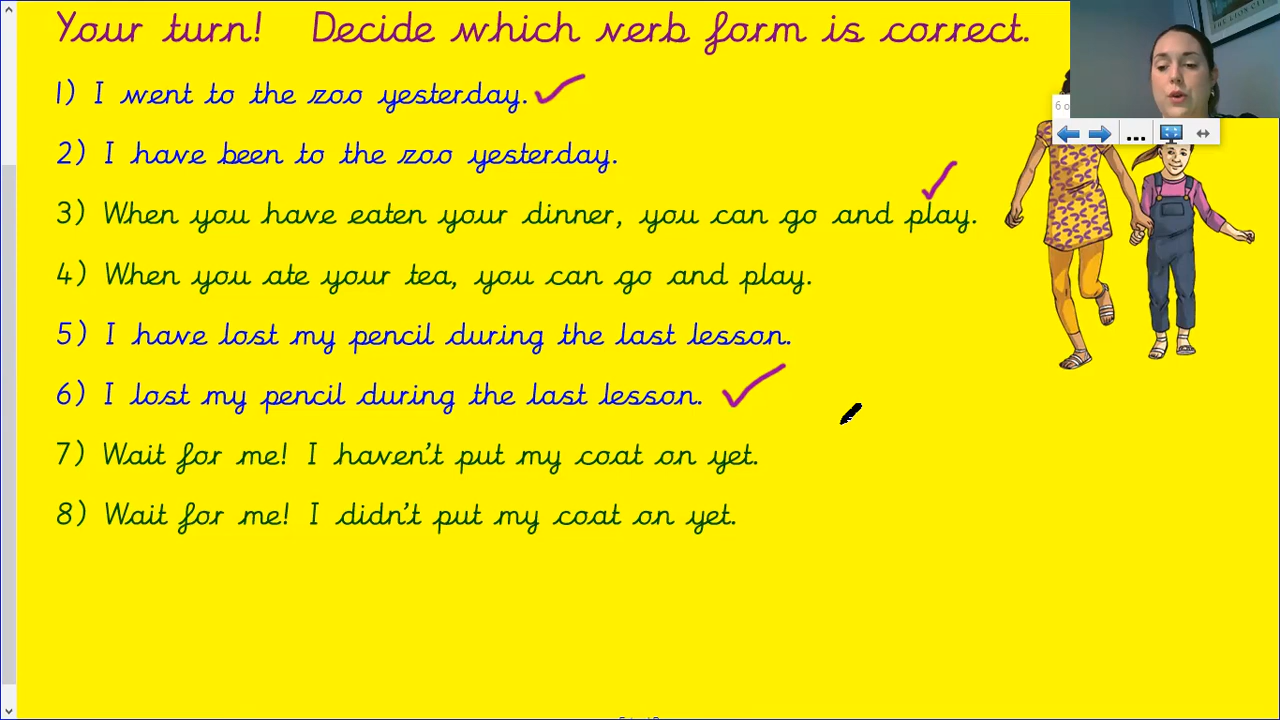 Your turn! Decide which verb form is correct.
1) I went to the zoo yesterday.
6 o
2) I have been to the zoo yesterday.
3) When you have eaten your dinner, you can go and play.
4) When you ate your tea, you can go and play.
5) I have lost my pencil during the last lesson.
6) I lost my pencil during the last lesson.
7) Wait for me! I haven't put my coat on yet.
8) Wait for me! I didn't put my coat on yet.